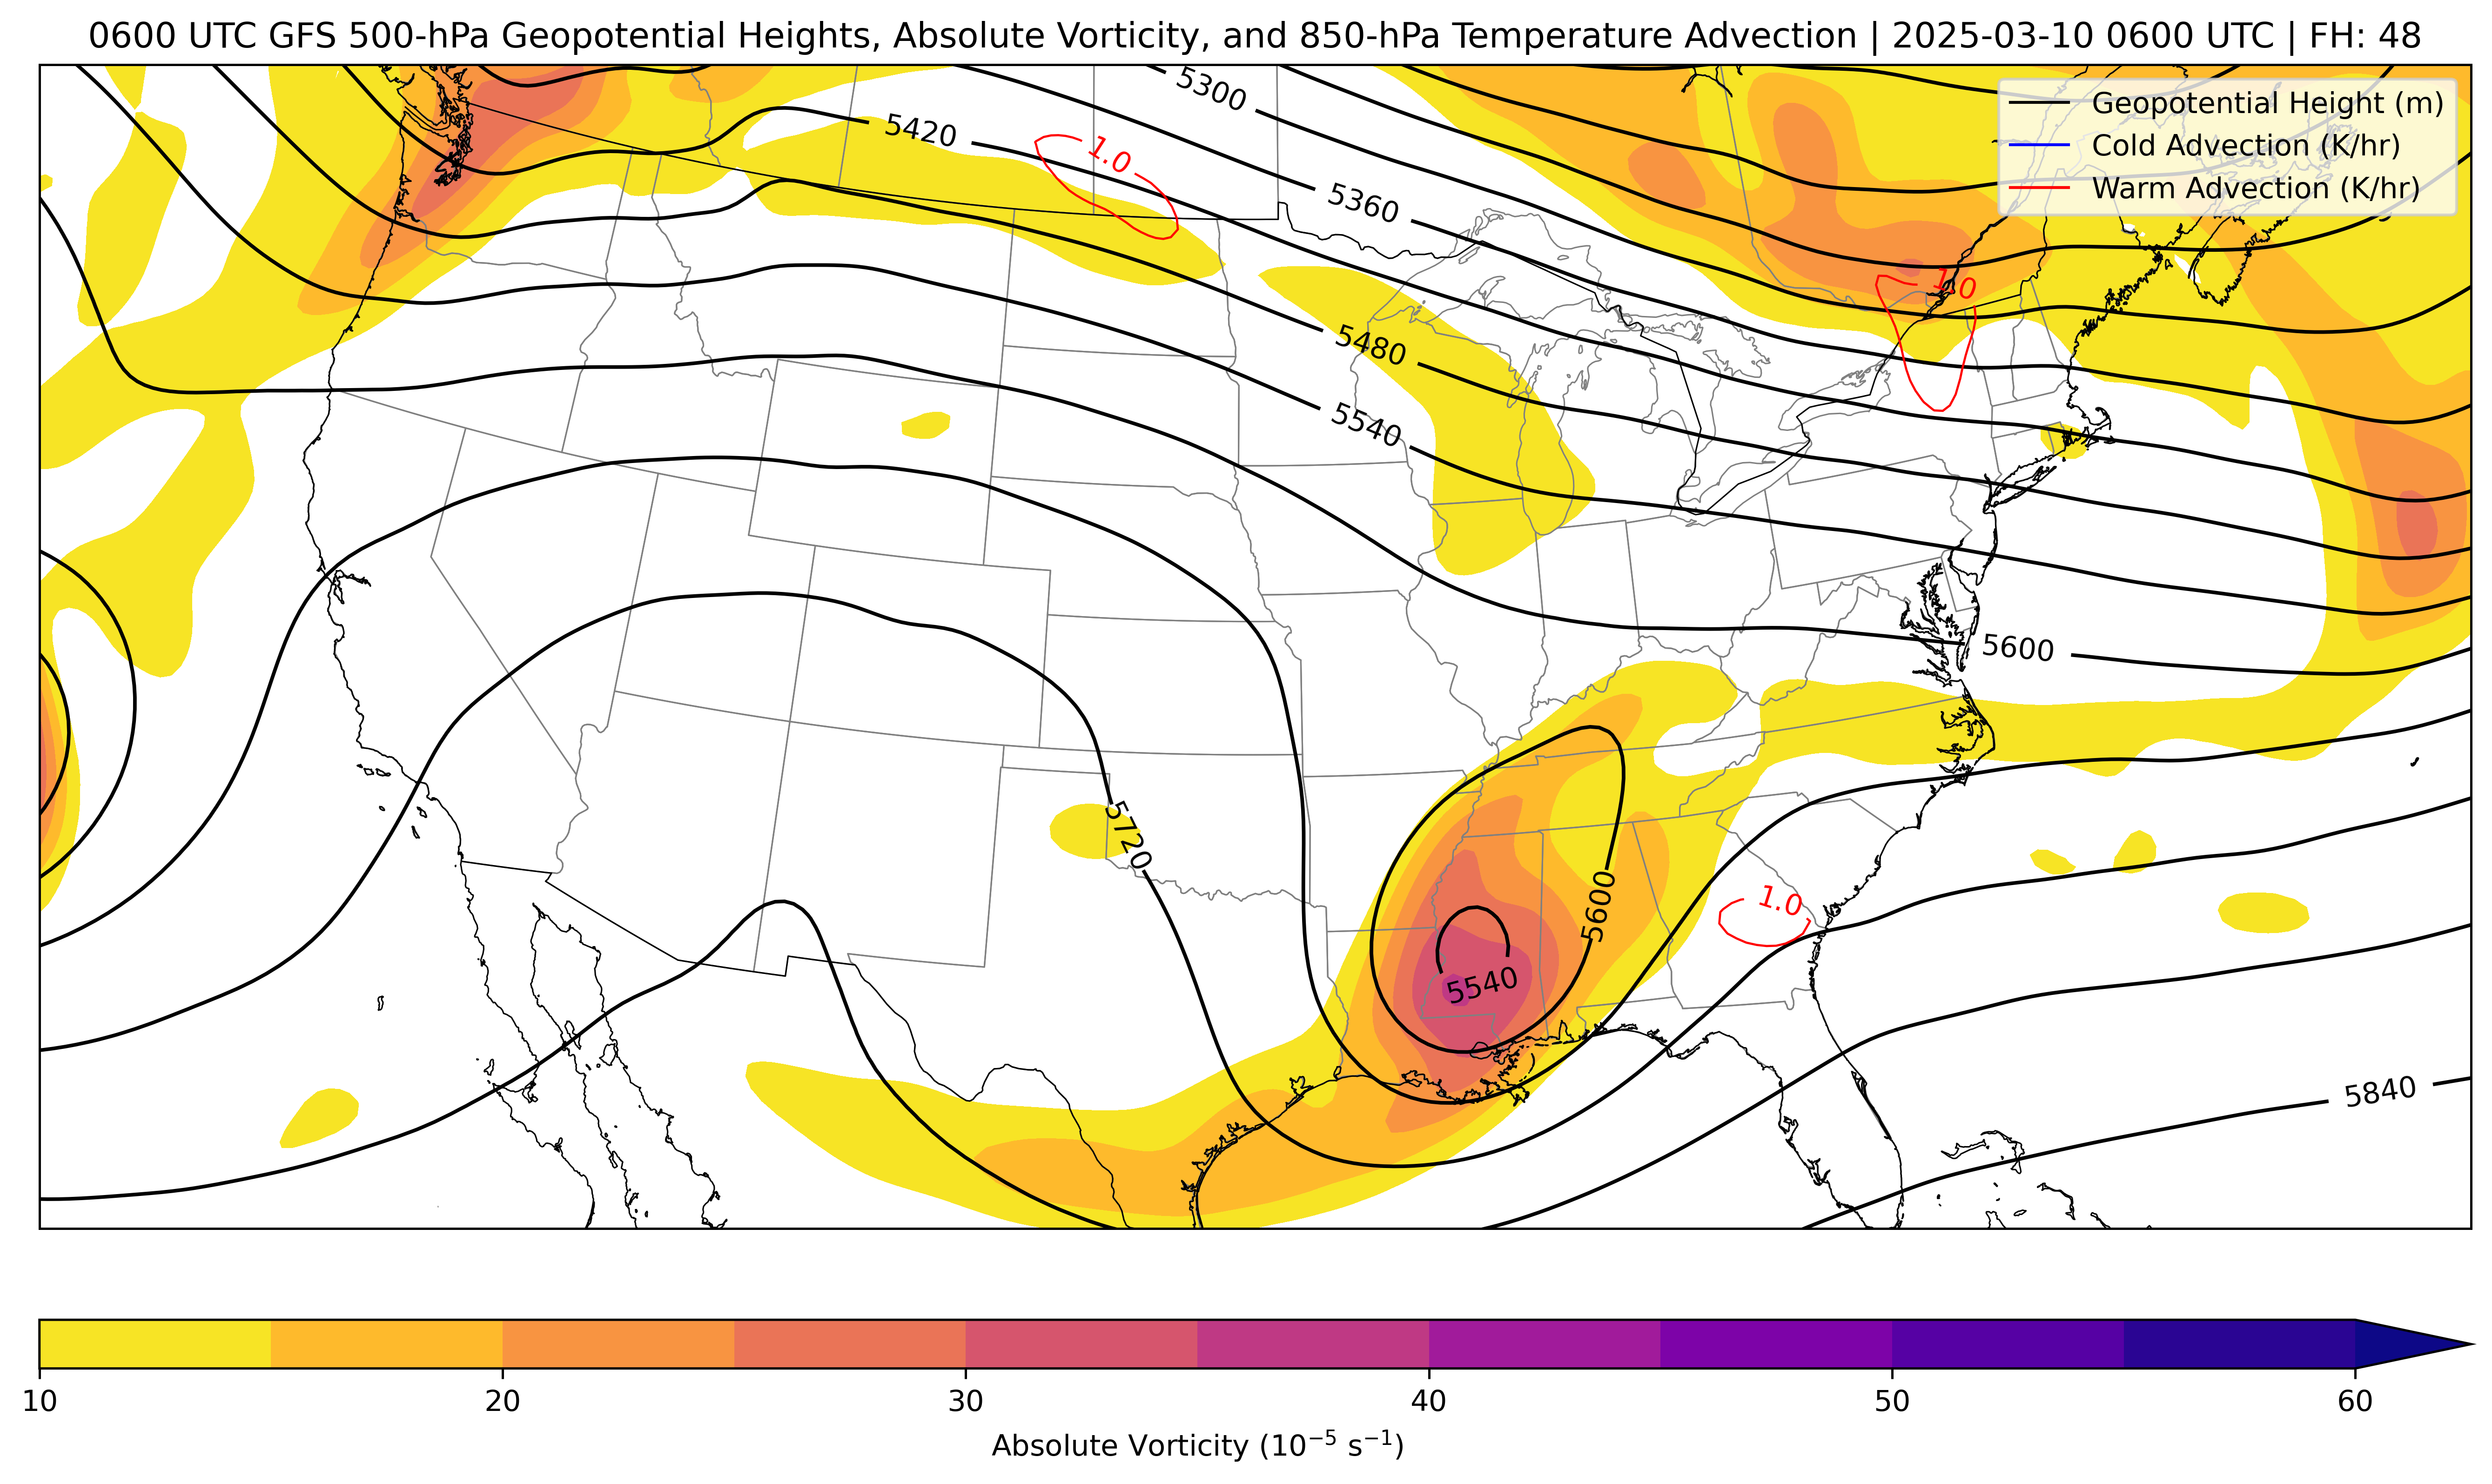 0600 UTC GFS 500-hPa Geopotential Heights, Absolute Vorticity, and 850-hPa Temperature Advection | 2025-03-10 0600 UTC | FH: 48
Geopotential Height (m)
Cold Advection (K/hr)
Warm Advection (K/hr)
5300
5420
1.0
5360
1.0
5480
5540
5600
5720
5600
1.0
5540
5840
10 20 30 40 50 60
Absolute Vorticity (10⁻⁵ s⁻¹)